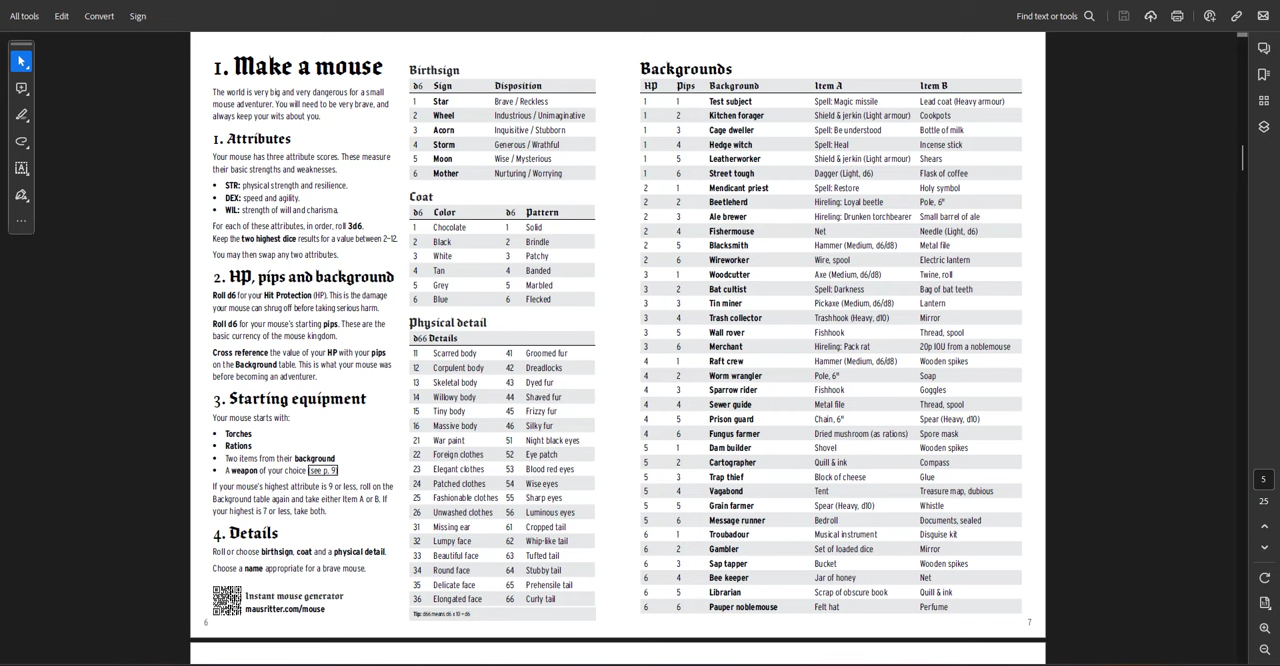 All tools Edit Convert Sign Find text or tools
1. Make a mouse
The world is very big and very dangerous for a small
mouse adventurer. You will need to be very brave, and
always keep your wits about you.
1. Attributes
Your mouse has three attribute scores. These measure
their basic strengths and weaknesses.
• STR: physical strength and resilience.
• DEX: speed and agility.
• WIL: strength of will and charisma.
For each of these attributes, in order, roll 3d6.
Keep the two highest dice results for a value between 2–12.
You may then swap any two attributes.
2. HP, pips and background
Roll d6 for your Hit Protection (HP). This is the damage
your mouse can shrug off before taking serious harm.
Roll d6 for your mouse's starting pips. These are the
basic currency of the mouse kingdom.
Cross reference the value of your HP with your pips
on the Background table. This is what your mouse was
before becoming an adventurer.
3. Starting equipment
Your mouse starts with:
• Torches
• Rations
• Two items from their background
• A weapon of your choice (see p. 9)
If your mouse's highest attribute is 9 or less, roll on the
Background table again and take either Item A or B. If
your highest is 7 or less, take both.
4. Details
Roll or choose birthsign, coat and a physical detail.
Choose a name appropriate for a brave mouse.
Instant mouse generator
mausritter.com/mouse
6
Birthsign
d6 Sign Disposition
1 Star Brave / Reckless
2 Wheel Industrious / Unimaginative
3 Acorn Inquisitive / Stubborn
4 Storm Generous / Wrathful
5 Moon Wise / Mysterious
6 Mother Nurturing / Worrying
Coat
d6 Color d6 Pattern
1 Chocolate 1 Solid
2 Black 2 Brindle
3 White 3 Patchy
4 Tan 4 Banded
5 Grey 5 Marbled
6 Blue 6 Flecked
Physical detail
d66 Details
11 Scarred body 41 Groomed fur
12 Corpulent body 42 Dreadlocks
13 Skeletal body 43 Dyed fur
14 Willowy body 44 Shaved fur
15 Tiny body 45 Frizzy fur
16 Massive body 46 Silky fur
21 War paint 51 Night black eyes
22 Foreign clothes 52 Eye patch
23 Elegant clothes 53 Blood red eyes
24 Patched clothes 54 Wise eyes
25 Fashionable clothes 55 Sharp eyes
26 Unwashed clothes 56 Luminous eyes
31 Missing ear 61 Cropped tail
32 Lumpy face 62 Whip-like tail
33 Beautiful face 63 Tufted tail
34 Round face 64 Stubby tail
35 Delicate face 65 Prehensile tail
36 Elongated face 66 Curly tail
Tip: d66 means d6 x 10 + d6
Backgrounds
HP Pips Background Item A Item B
1 1 Test subject Spell: Magic missile Lead coat (Heavy armour)
1 2 Kitchen forager Shield & jerkin (Light armour) Cookpots
1 3 Cage dweller Spell: Be understood Bottle of milk
1 4 Hedge witch Spell: Heal Incense stick
1 5 Leatherworker Shield & jerkin (Light armour) Shears
1 6 Street tough Dagger (Light, d6) Flask of coffee
2 1 Mendicant priest Spell: Restore Holy symbol
2 2 Beetleherd Hireling: Loyal beetle Pole, 6"
2 3 Ale brewer Hireling: Drunken torchbearer Small barrel of ale
2 4 Fishermouse Net Needle (Light, d6)
2 5 Blacksmith Hammer (Medium, d6/d8) Metal file
2 6 Wireworker Wire, spool Electric lantern
3 1 Woodcutter Axe (Medium, d6/d8) Twine, roll
3 2 Bat cultist Spell: Darkness Bag of bat teeth
3 3 Tin miner Pickaxe (Medium, d6/d8) Lantern
3 4 Trash collector Trashhook (Heavy, d10) Mirror
3 5 Wall rover Fishhook Thread, spool
3 6 Merchant Hireling: Pack rat 20p IOU from a noblemouse
4 1 Raft crew Hammer (Medium, d6/d8) Wooden spikes
4 2 Worm wrangler Pole, 6" Soap
4 3 Sparrow rider Fishhook Goggles
4 4 Sewer guide Metal file Thread, spool
4 5 Prison guard Chain, 6" Spear (Heavy, d10)
4 6 Fungus farmer Dried mushroom (as rations) Spore mask
5 1 Dam builder Shovel Wooden spikes
5 2 Cartographer Quill & ink Compass
5 3 Trap thief Block of cheese Glue
5 4 Vagabond Tent Treasure map, dubious
5 5 Grain farmer Spear (Heavy, d10) Whistle
5 6 Message runner Bedroll Documents, sealed
6 1 Troubadour Musical instrument Disguise kit
6 2 Gambler Set of loaded dice Mirror
6 3 Sap tapper Bucket Wooden spikes
6 4 Bee keeper Jar of honey Net
6 5 Librarian Scrap of obscure book Quill & ink
6 6 Pauper noblemouse Felt hat Perfume
7
5
25